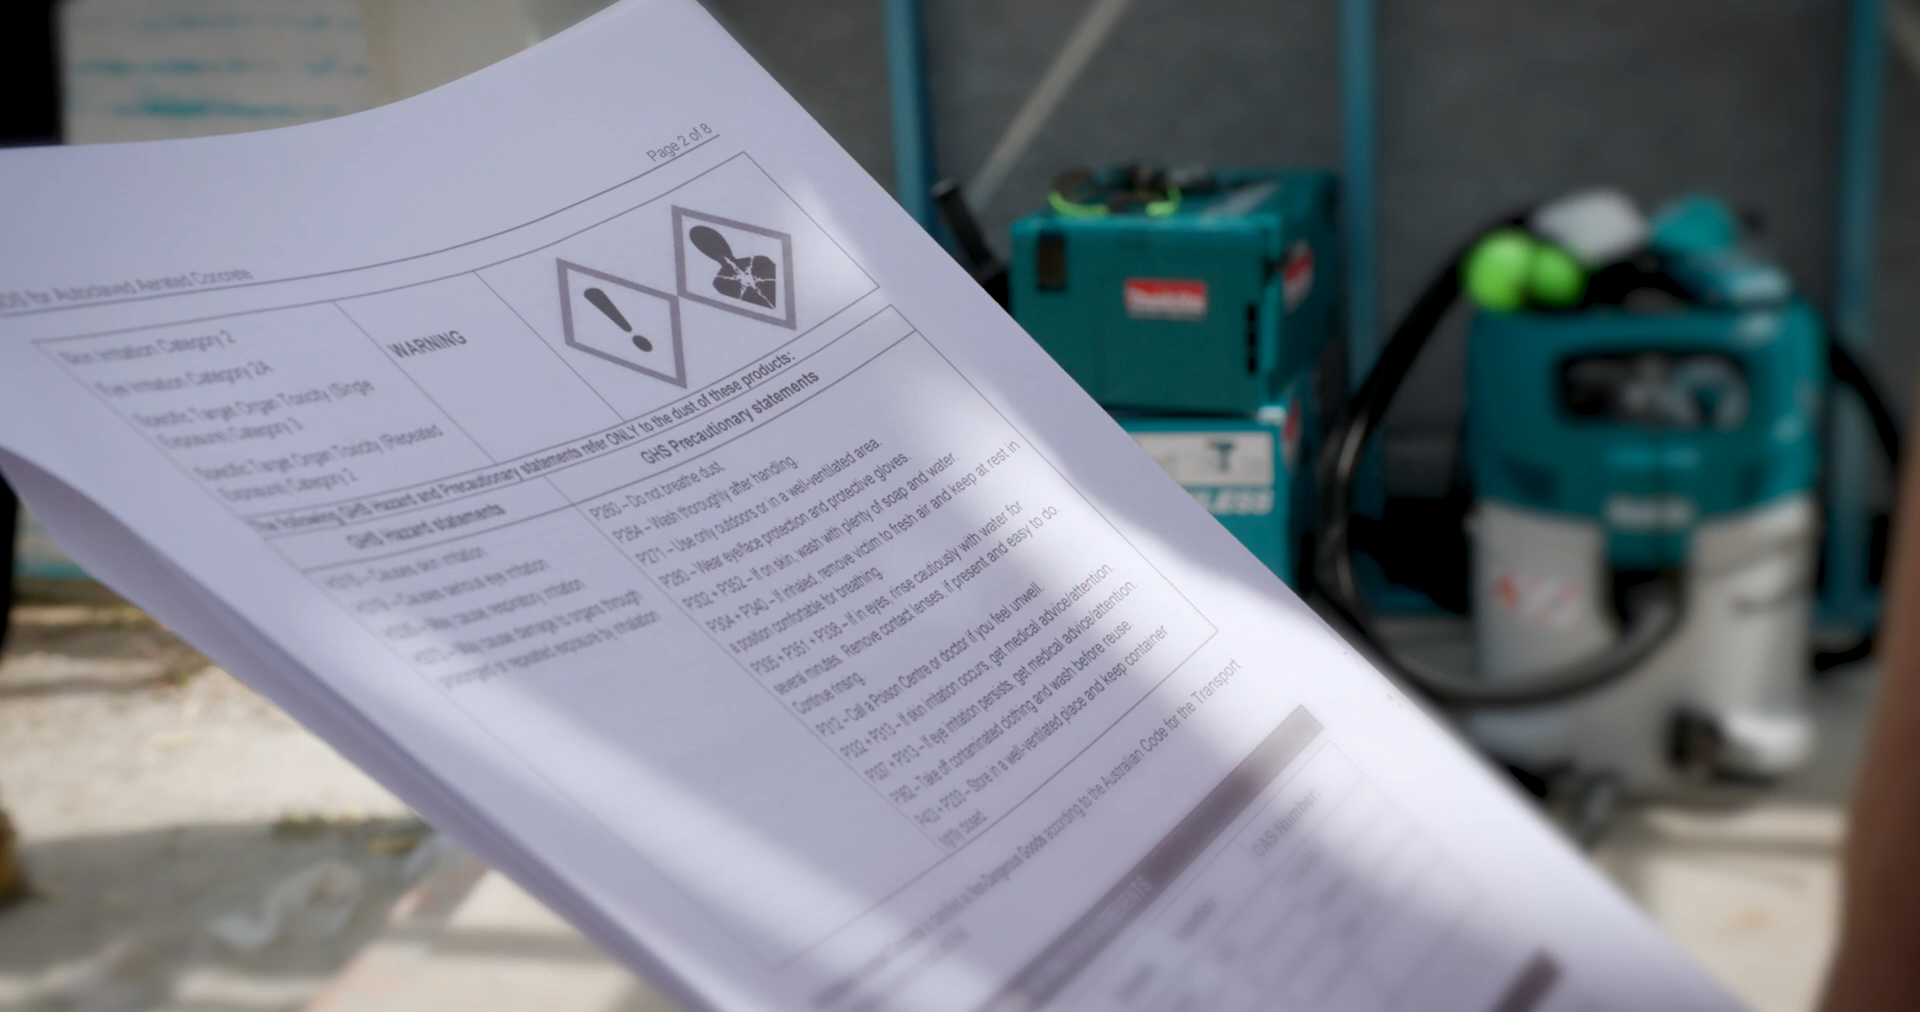 Page 2 of 8
SDS for Autoclaved Aerated Concrete
Skin Irritation Category 2
Eye Irritation Category 2A
Specific Target Organ Toxicity (Single
Exposure) Category 3
Specific Target Organ Toxicity (Repeated
Exposure) Category 2
WARNING
The following GHS Hazard and Precautionary statements refer ONLY to the dust of these products:
GHS Hazard statements
H315 – Causes skin irritation
H319 – Causes serious eye irritation
H335 – May cause respiratory irritation
H373 – May cause damage to organs through
prolonged or repeated exposure by inhalation
GHS Precautionary statements
P260 – Do not breathe dust.
P264 – Wash thoroughly after handling.
P271 – Use only outdoors or in a well-ventilated area.
P280 – Wear eye/face protection and protective gloves.
P302 + P352 – If on skin, wash with plenty of soap and water.
P304 + P340 – If inhaled, remove victim to fresh air and keep at rest in
a position comfortable for breathing.
P305 + P351 + P338 – If in eyes, rinse cautiously with water for
several minutes. Remove contact lenses, if present and easy to do.
Continue rinsing.
P312 – Call a Poison Centre or doctor if you feel unwell.
P332 + P313 – If skin irritation occurs, get medical advice/attention.
P337 + P313 – If eye irritation persists, get medical advice/attention.
P362 – Take off contaminated clothing and wash before reuse.
P403 + P233 – Store in a well-ventilated place and keep container
tightly closed.
is classified as Non-Dangerous Goods according to the Australian Code for the Transport
CAS Number:
makita
LESS